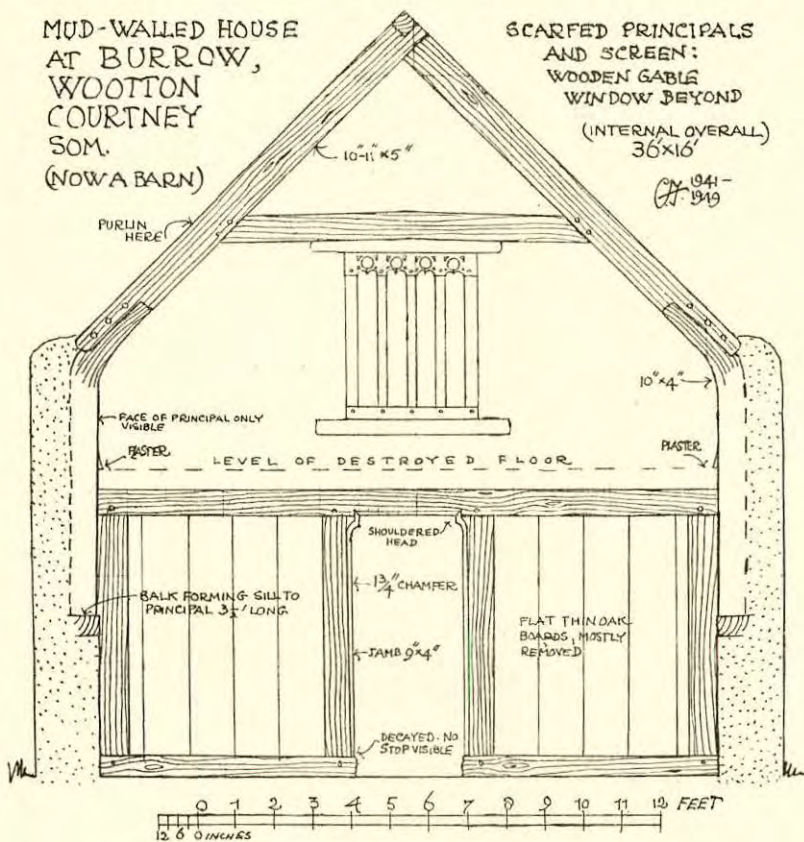 MUD-WALLED HOUSE
AT BURROW,
WOOTTON
COURTNEY
SOM.
(NOW A BARN)
SCARFED PRINCIPALS
AND SCREEN:
WOODEN GABLE
WINDOW BEYOND
(INTERNAL OVERALL)
36'×16'
1941-
1949
10"-11"×5"
PURLIN
HERE
10"×4"
FACE OF PRINCIPAL ONLY
VISIBLE
PLASTER
LEVEL OF DESTROYED FLOOR
PLASTER
SHOULDERED
HEAD
1¾" CHAMFER
BALK FORMING SILL TO
PRINCIPAL 3½' LONG
FLAT THIN OAK
BOARDS, MOSTLY
REMOVED
JAMB 9"×4"
DECAYED. NO
STOP VISIBLE
0 1 2 3 4 5 6 7 8 9 10 11 12 FEET
12 6 0 INCHES